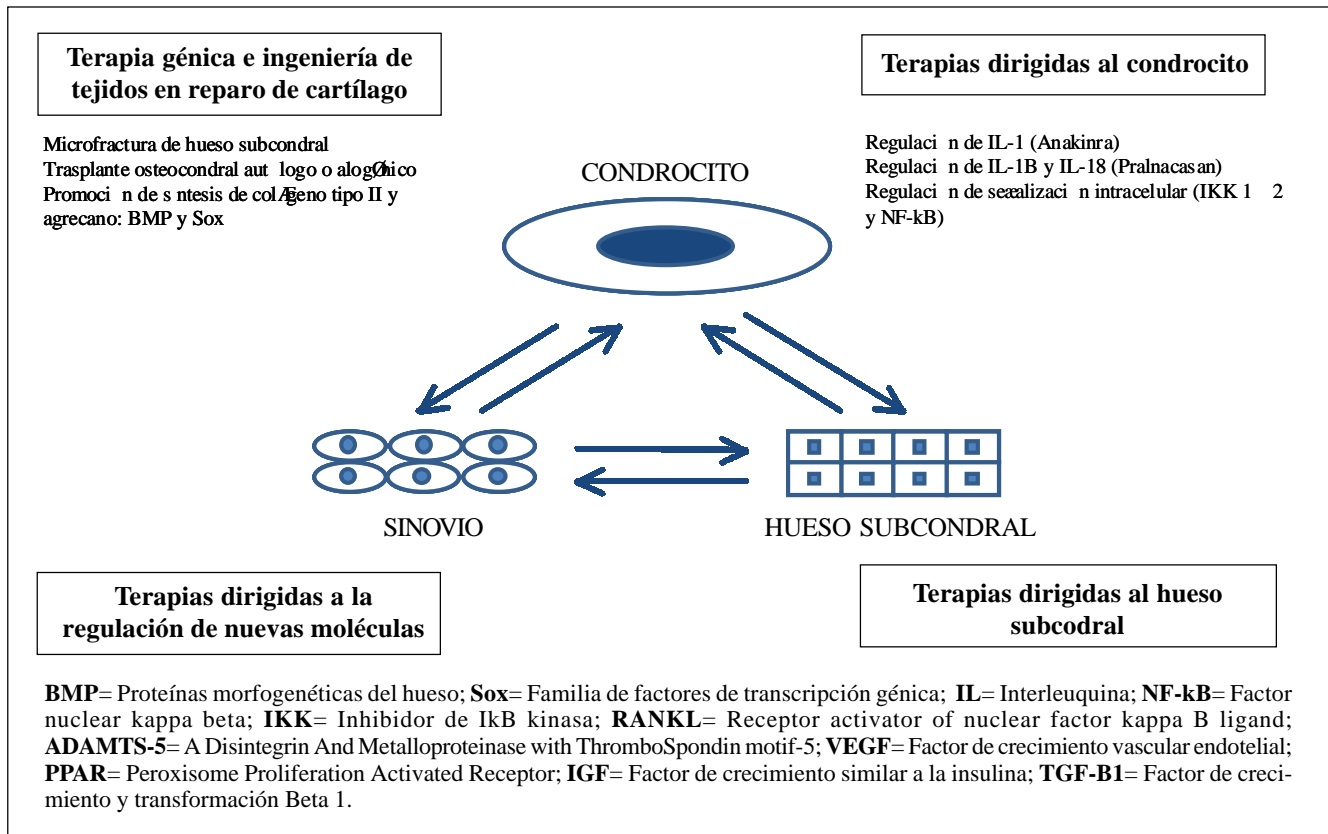 Terapia génica e ingeniería de
tejidos en reparo de cartílago
Microfractura de hueso subcondral
Trasplante osteocondral aut logo o alogØnico
Promoci n de s ntesis de colÆgeno tipo II y
agrecano: BMP y Sox
Terapias dirigidas al condrocito
Regulaci n de IL-1 (Anakinra)
Regulaci n de IL-1B y IL-18 (Pralnacasan)
Regulaci n de seæalizaci n intracelular (IKK 1 2
y NF-kB)
CONDROCITO
SINOVIO
HUESO SUBCONDRAL
Terapias dirigidas a la
regulación de nuevas moléculas
Terapias dirigidas al hueso
subcodral
BMP= Proteínas morfogenéticas del hueso; Sox= Familia de factores de transcripción génica; IL= Interleuquina; NF-kB= Factor
nuclear kappa beta; IKK= Inhibidor de IkB kinasa; RANKL= Receptor activator of nuclear factor kappa B ligand;
ADAMTS-5= A Disintegrin And Metalloproteinase with ThromboSpondin motif-5; VEGF= Factor de crecimiento vascular endotelial;
PPAR= Peroxisome Proliferation Activated Receptor; IGF= Factor de crecimiento similar a la insulina; TGF-B1= Factor de creci-
miento y transformación Beta 1.